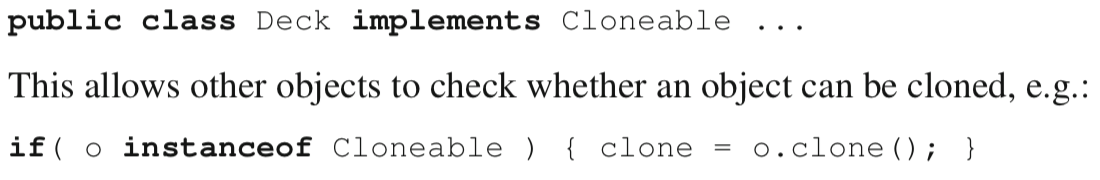 public class Deck implements Cloneable ...
This allows other objects to check whether an object can be cloned, e.g.:
if( o instanceof Cloneable ) { clone = o.clone(); }